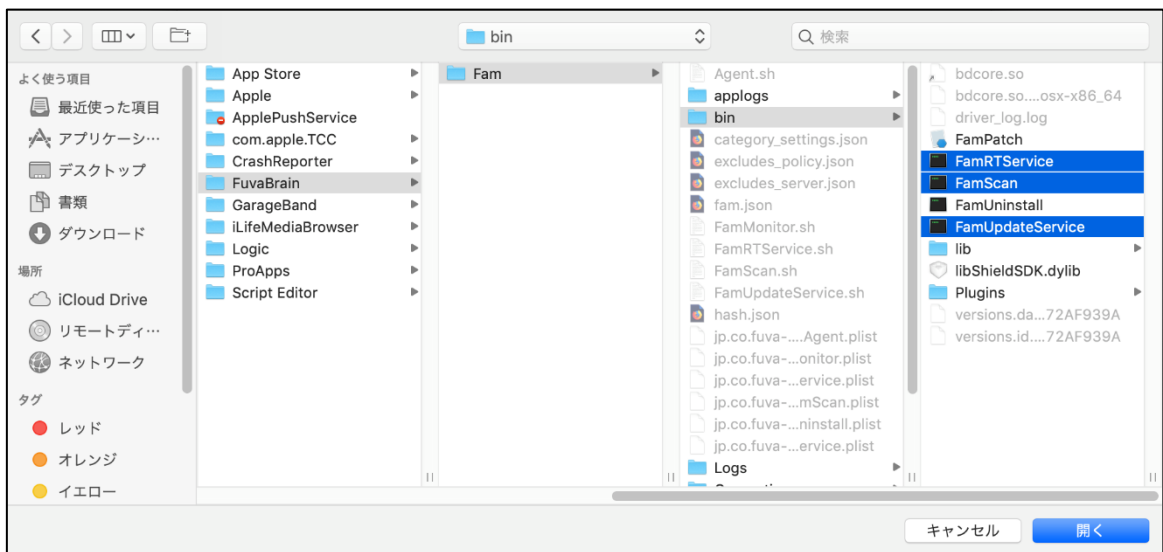 bin
検索
よく使う項目
最近使った項目
アプリケーシ…
デスクトップ
書類
ダウンロード
場所
iCloud Drive
リモートディ…
ネットワーク
タグ
レッド
オレンジ
イエロー
App Store
Apple
ApplePushService
com.apple.TCC
CrashReporter
FuvaBrain
GarageBand
iLifeMediaBrowser
Logic
ProApps
Script Editor
Fam
Agent.sh
applogs
bin
category_settings.json
excludes_policy.json
excludes_server.json
fam.json
FamMonitor.sh
FamRTService.sh
FamScan.sh
FamUpdateService.sh
hash.json
jp.co.fuva-....Agent.plist
jp.co.fuva-...onitor.plist
jp.co.fuva-...ervice.plist
jp.co.fuva-...mScan.plist
jp.co.fuva-...ninstall.plist
jp.co.fuva-...ervice.plist
Logs
bdcore.so
bdcore.so....osx-x86_64
driver_log.log
FamPatch
FamRTService
FamScan
FamUninstall
FamUpdateService
lib
libShieldSDK.dylib
Plugins
versions.da...72AF939A
versions.id....72AF939A
キャンセル
開く